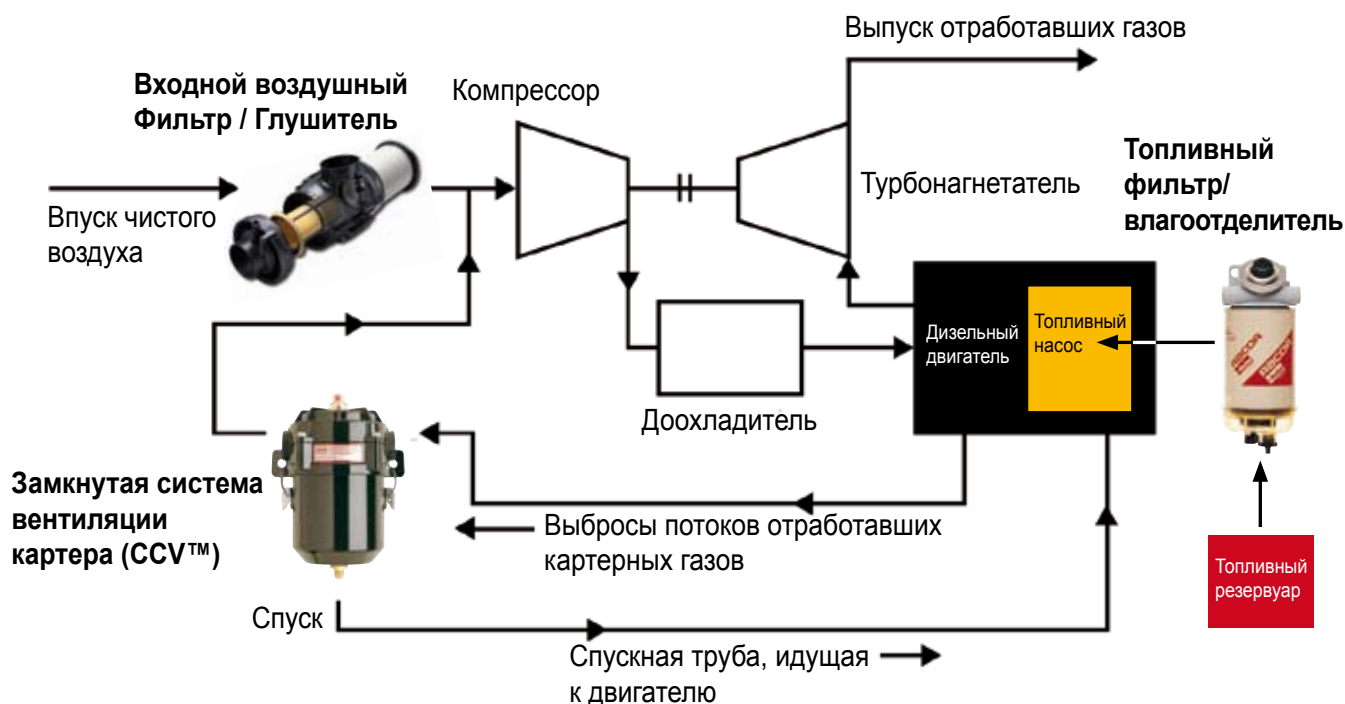 Выпуск отработавших газов
Входной воздушный
Фильтр / Глушитель
Компрессор
Топливный
фильтр/
влагоотделитель
Турбонагнетатель
Впуск чистого
воздуха
Дизельный
двигатель
Топливный
насос
RACOR
Доохладитель
Замкнутая система
вентиляции
картера (CCV™)
Выбросы потоков отработавших
картерных газов
Топливный
резервуар
Спуск
Спускная труба, идущая
к двигателю